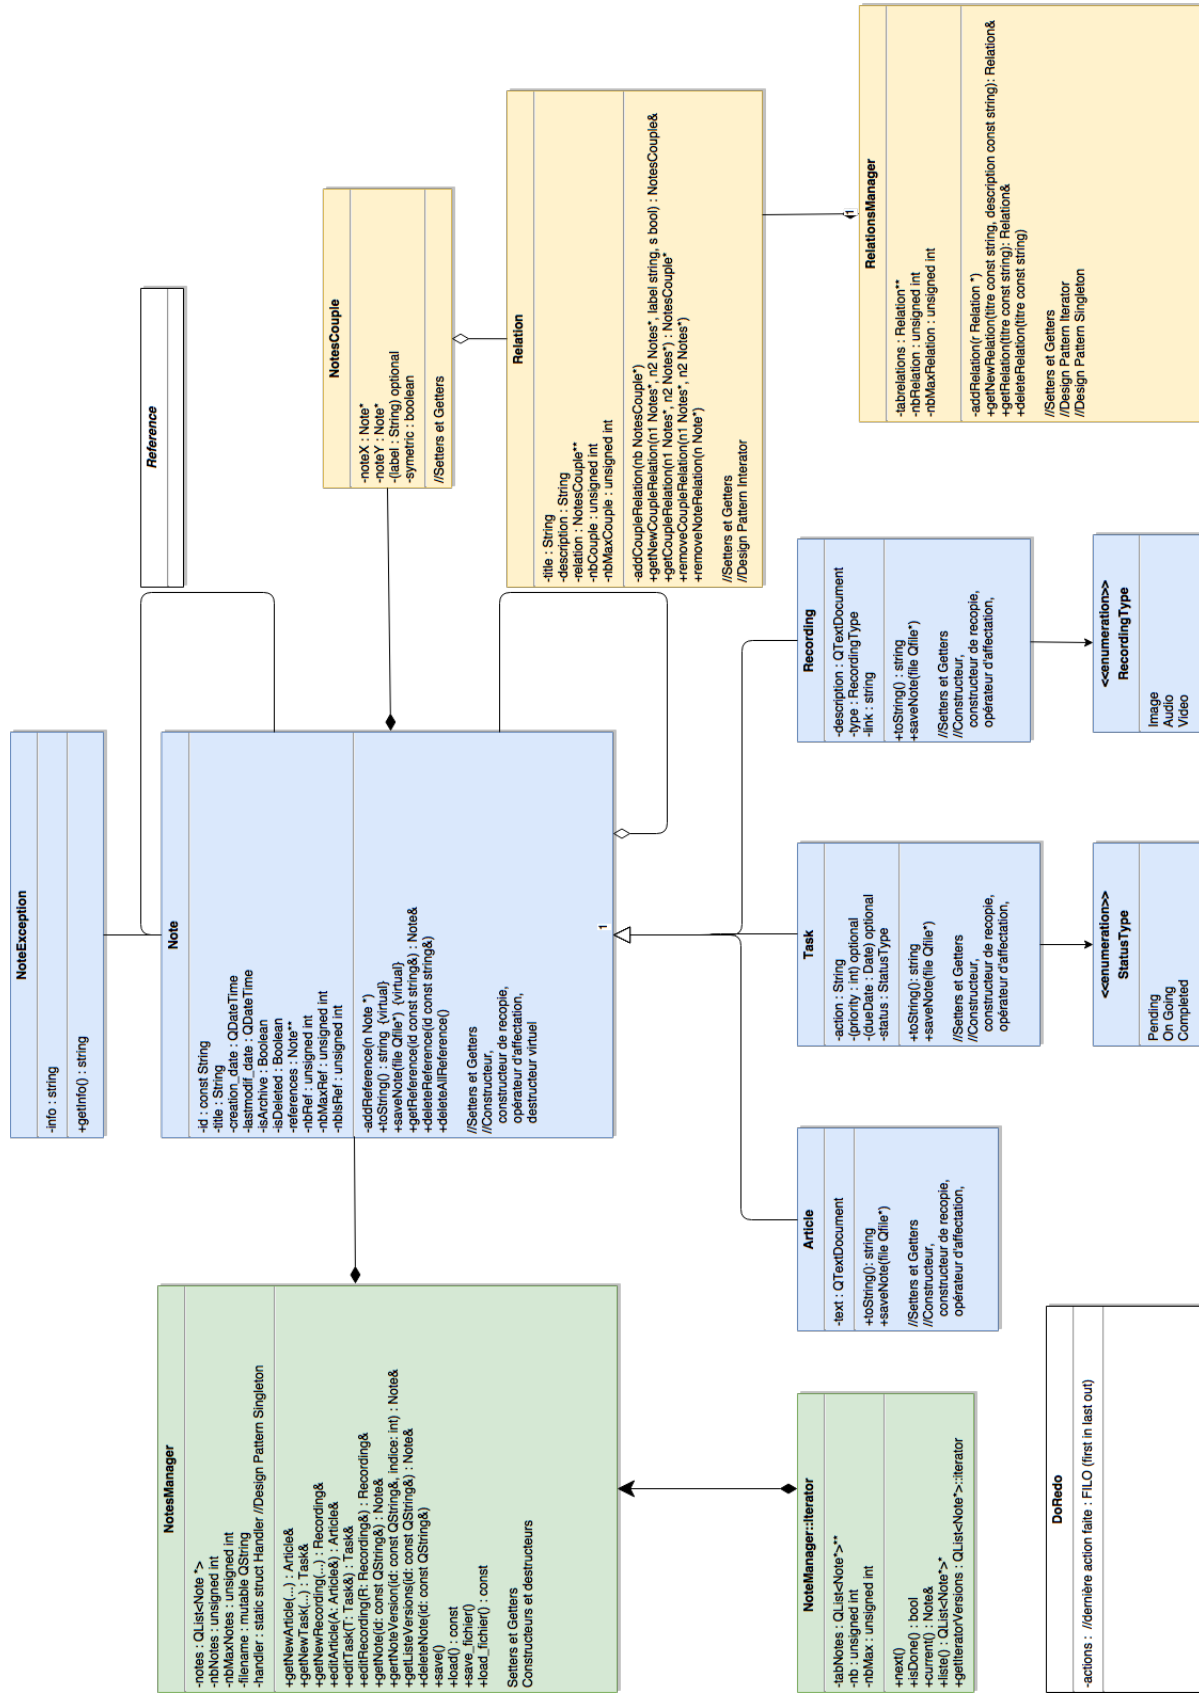 NoteException
-info : string
+getInfo() : string
Reference
Note
-id : const String
-title : String
-creation_date : QDateTime
-lastmodif_date : QDateTime
-isArchive : Boolean
-isDeleted : Boolean
-references : Note**
-nbRef : unsigned int
-nbMaxRef : unsigned int
-nbIsRef : unsigned int
-addReference(n Note *)
+toString() : string {virtual}
+saveNote(file Qfile*) {virtual}
+getReference(id const string&) : Note&
+deleteReference(id const string&)
+deleteAllReference()
//Setters et Getters
//Constructeur,
constructeur de recopie,
opérateur d'affectation,
destructeur virtuel
1
NotesCouple
-noteX : Note*
-noteY : Note*
-(label : String) optional
-symetric : boolean
//Setters et Getters
Relation
-title : String
-description : String
-relation : NotesCouple**
-nbCouple : unsigned int
-nbMaxCouple : unsigned int
-addCoupleRelation(nb NotesCouple*)
+getNewCoupleRelation(n1 Notes*, n2 Notes*, label string, s bool) : NotesCouple&
+getCoupleRelation(n1 Notes*, n2 Notes*) : NotesCouple*
+removeCoupleRelation(n1 Notes*, n2 Notes*)
+removeNoteRelation(n Note*)
//Setters et Getters
//Design Pattern Interator
1
RelationsManager
-tabrelations : Relation**
-nbRelation : unsigned int
-nbMaxRelation : unsigned int
-addRelation(r Relation *)
+getNewRelation(titre const string, description const string): Relation&
+getRelation(titre const string): Relation&
+deleteRelation(titre const string)
//Setters et Getters
//Design Pattern Iterator
//Design Pattern Singleton
NotesManager
-notes : QList<Note *>
-nbNotes : unsigned int
-nbMaxNotes : unsigned int
-filename : mutable QString
-handler : static struct Handler //Design Pattern Singleton
+getNewArticle(...) : Article&
+getNewTask(...) : Task&
+getNewRecording(...) : Recording&
+editArticle(A: Article&) : Article&
+editTask(T: Task&) : Task&
+editRecording(R: Recording&) : Recording&
+getNote(id: const QString&) : Note&
+gertNoteVersion(id: const QString&, indice: int) : Note&
+getListeVersions(id: const QString&) : Note&
+deleteNote(id: const QString&)
+save()
+load() : const
+save_fichier()
+load_fichier() : const
Setters et Getters
Constructeurs et destructeurs
Article
-text : QTextDocument
+toString(): string
+saveNote(file Qfile*)
//Setters et Getters
//Constructeur,
constructeur de recopie,
opérateur d'affectation,
Task
-action : String
-(priority : int) optional
-(dueDate : Date) optional
-status : StatusType
+toString(): string
+saveNote(file Qfile*)
//Setters et Getters
//Constructeur,
constructeur de recopie,
opérateur d'affectation,
Recording
-description : QTextDocument
-type : RecordingType
-link : string
+toString() : string
+saveNote(file Qfile*)
//Setters et Getters
//Constructeur,
constructeur de recopie,
opérateur d'affectation,
NoteManager::Iterator
-tabNotes : QList<Note*>**
-nb : unsigned int
-nbMax : unsigned int
+next()
+isDone() : bool
+current() : Note&
+liste() : QList<Note*>*
+getIteratorVersions : QList<Note*>::iterator
<<enumeration>>
StatusType
Pending
On Going
Completed
<<enumeration>>
RecordingType
Image
Audio
Video
DoRedo
-actions : //dernière action faite : FILO (first in last out)